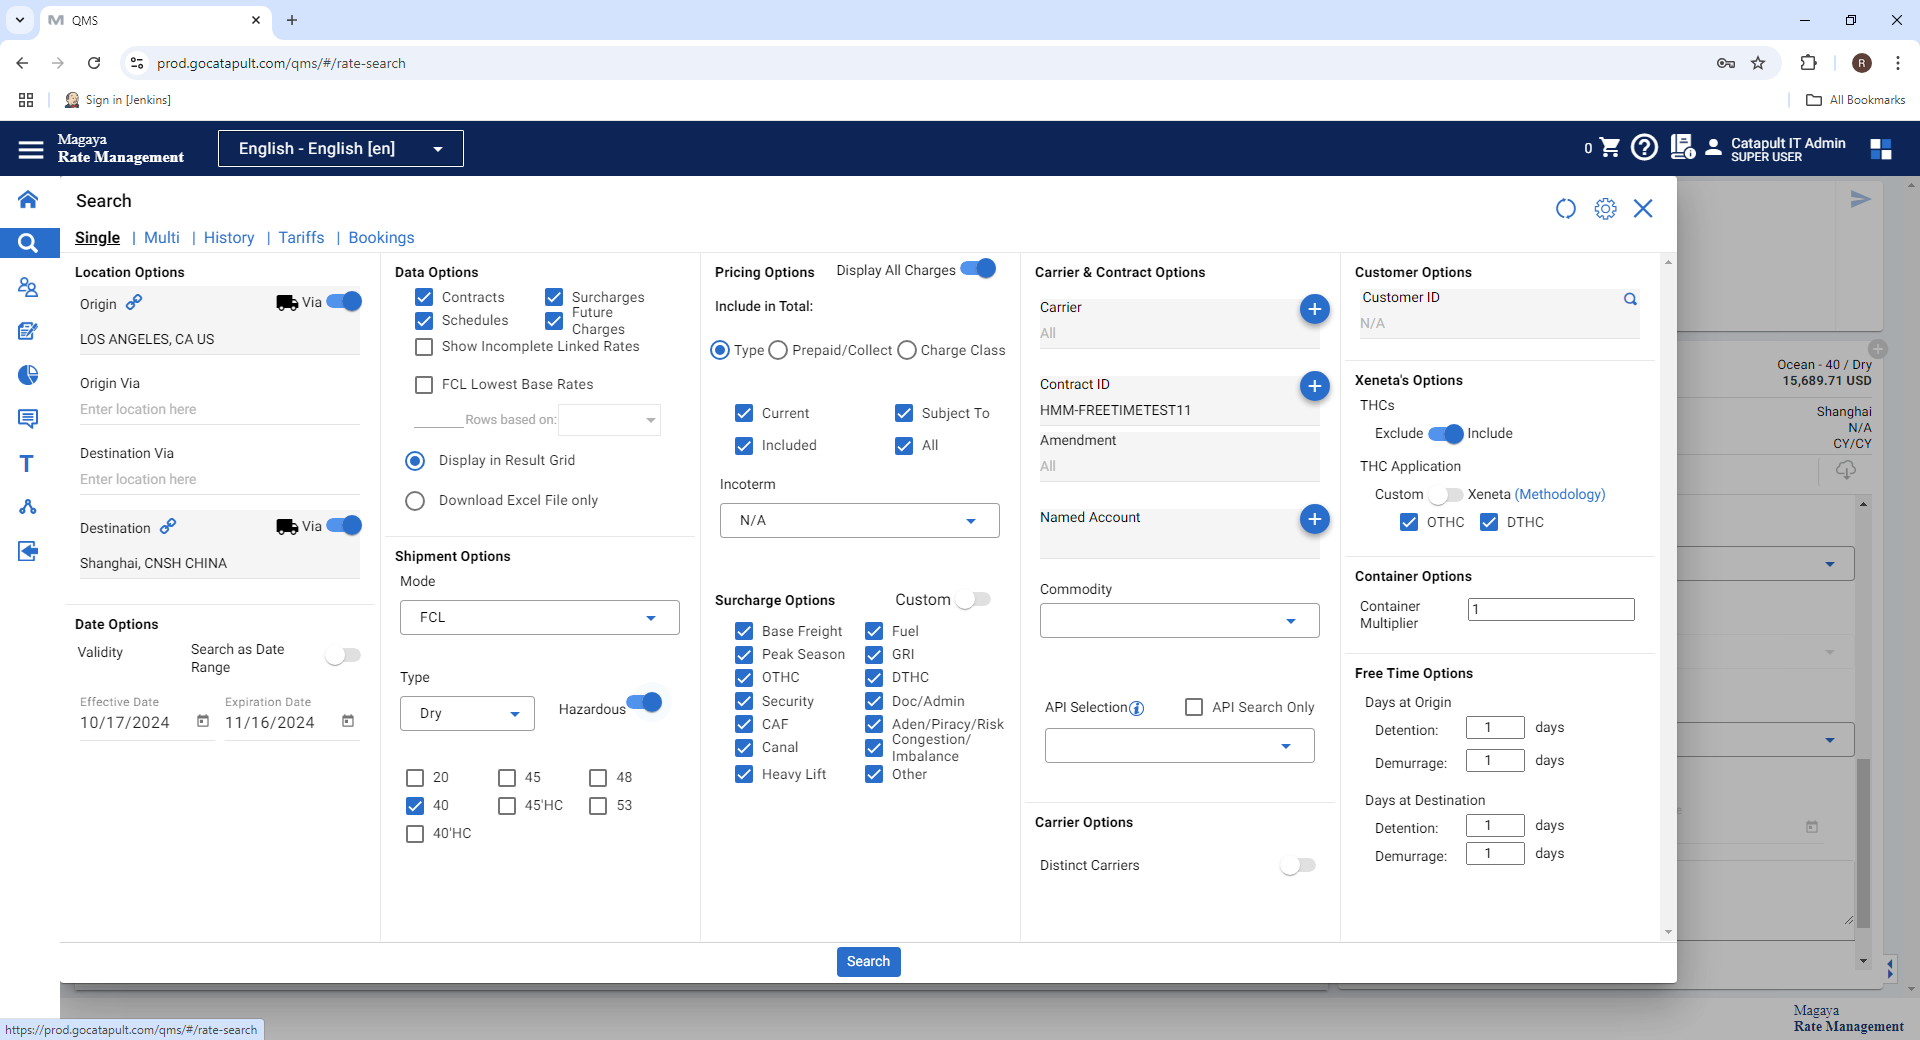 QMS
prod.gocatapult.com/qms/#/rate-search
R
Sign in [Jenkins]
All Bookmarks
Magaya
Rate Management
English - English [en]
0
Catapult IT Admin
SUPER USER
Search
Single | Multi | History | Tariffs | Bookings
Location Options
Origin
Via
LOS ANGELES, CA US
Origin Via
Enter location here
Destination Via
Enter location here
Destination
Via
Shanghai, CNSH CHINA
Date Options
Validity
Search as Date
Range
Effective Date
10/17/2024
Expiration Date
11/16/2024
Data Options
Contracts
Surcharges
Schedules
Future
Charges
Show Incomplete Linked Rates
FCL Lowest Base Rates
Rows based on:
Display in Result Grid
Download Excel File only
Shipment Options
Mode
FCL
Type
Dry
Hazardous
20
45
48
40
45'HC
53
40'HC
Pricing Options
Display All Charges
Include in Total:
Type
Prepaid/Collect
Charge Class
Current
Subject To
Included
All
Incoterm
N/A
Surcharge Options
Custom
Base Freight
Fuel
Peak Season
GRI
OTHC
DTHC
Security
Doc/Admin
CAF
Aden/Piracy/Risk
Canal
Congestion/
Imbalance
Heavy Lift
Other
Carrier & Contract Options
Carrier
All
Contract ID
HMM-FREETIMETEST11
Amendment
All
Named Account
Commodity
API Selection
API Search Only
Carrier Options
Distinct Carriers
Customer Options
Customer ID
N/A
Xeneta's Options
THCs
Exclude
Include
THC Application
Custom
Xeneta (Methodology)
OTHC
DTHC
Container Options
Container
Multiplier
1
Free Time Options
Days at Origin
Detention: 1 days
Demurrage: 1 days
Days at Destination
Detention: 1 days
Demurrage: 1 days
Search
Ocean - 40 / Dry
15,689.71 USD
Shanghai
N/A
CY/CY
https://prod.gocatapult.com/qms/#/rate-search
Magaya
Rate Management